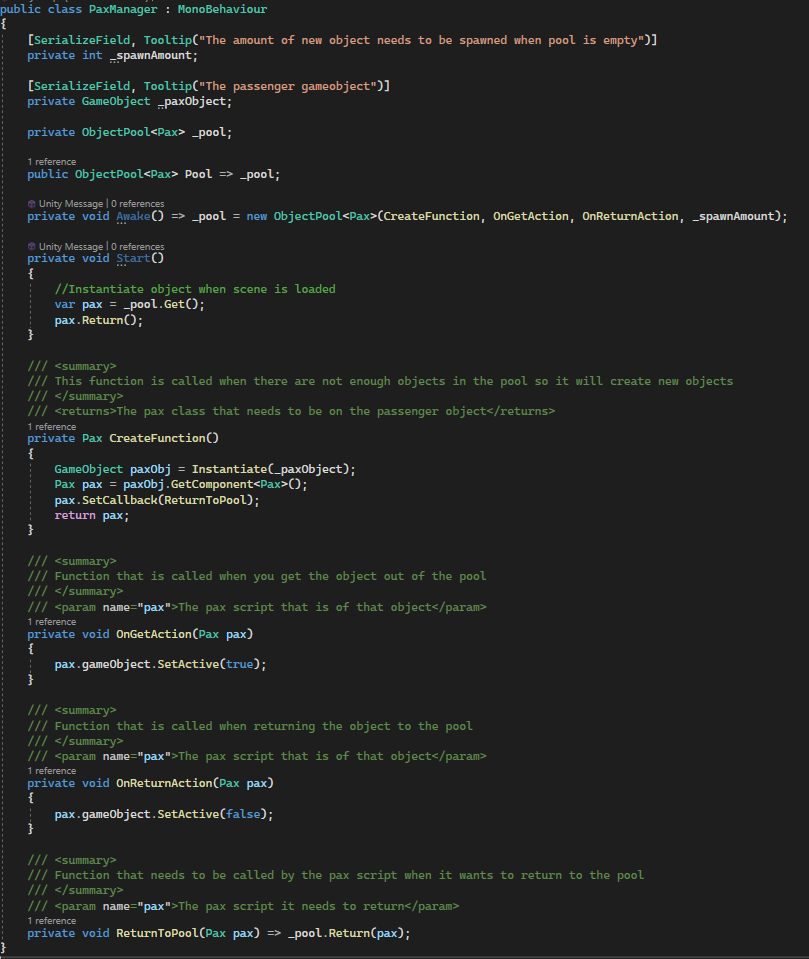 public class PaxManager : MonoBehaviour
{
[SerializeField, Tooltip("The amount of new object needs to be spawned when pool is empty")]
private int _spawnAmount;
[SerializeField, Tooltip("The passenger gameobject")]
private GameObject _paxObject;
private ObjectPool<Pax> _pool;
1 reference
public ObjectPool<Pax> Pool => _pool;
Unity Message | 0 references
private void Awake() => _pool = new ObjectPool<Pax>(CreateFunction, OnGetAction, OnReturnAction, _spawnAmount);
Unity Message | 0 references
private void Start()
{
//Instantiate object when scene is loaded
var pax = _pool.Get();
pax.Return();
}
/// <summary>
/// This function is called when there are not enough objects in the pool so it will create new objects
/// </summary>
/// <returns>The pax class that needs to be on the passenger object</returns>
1 reference
private Pax CreateFunction()
{
GameObject paxObj = Instantiate(_paxObject);
Pax pax = paxObj.GetComponent<Pax>();
pax.SetCallback(ReturnToPool);
return pax;
}
/// <summary>
/// Function that is called when you get the object out of the pool
/// </summary>
/// <param name="pax">The pax script that is of that object</param>
1 reference
private void OnGetAction(Pax pax)
{
pax.gameObject.SetActive(true);
}
/// <summary>
/// Function that is called when returning the object to the pool
/// </summary>
/// <param name="pax">The pax script that is of that object</param>
1 reference
private void OnReturnAction(Pax pax)
{
pax.gameObject.SetActive(false);
}
/// <summary>
/// Function that needs to be called by the pax script when it wants to return to the pool
/// </summary>
/// <param name="pax">The pax script it needs to return</param>
1 reference
private void ReturnToPool(Pax pax) => _pool.Return(pax);
}